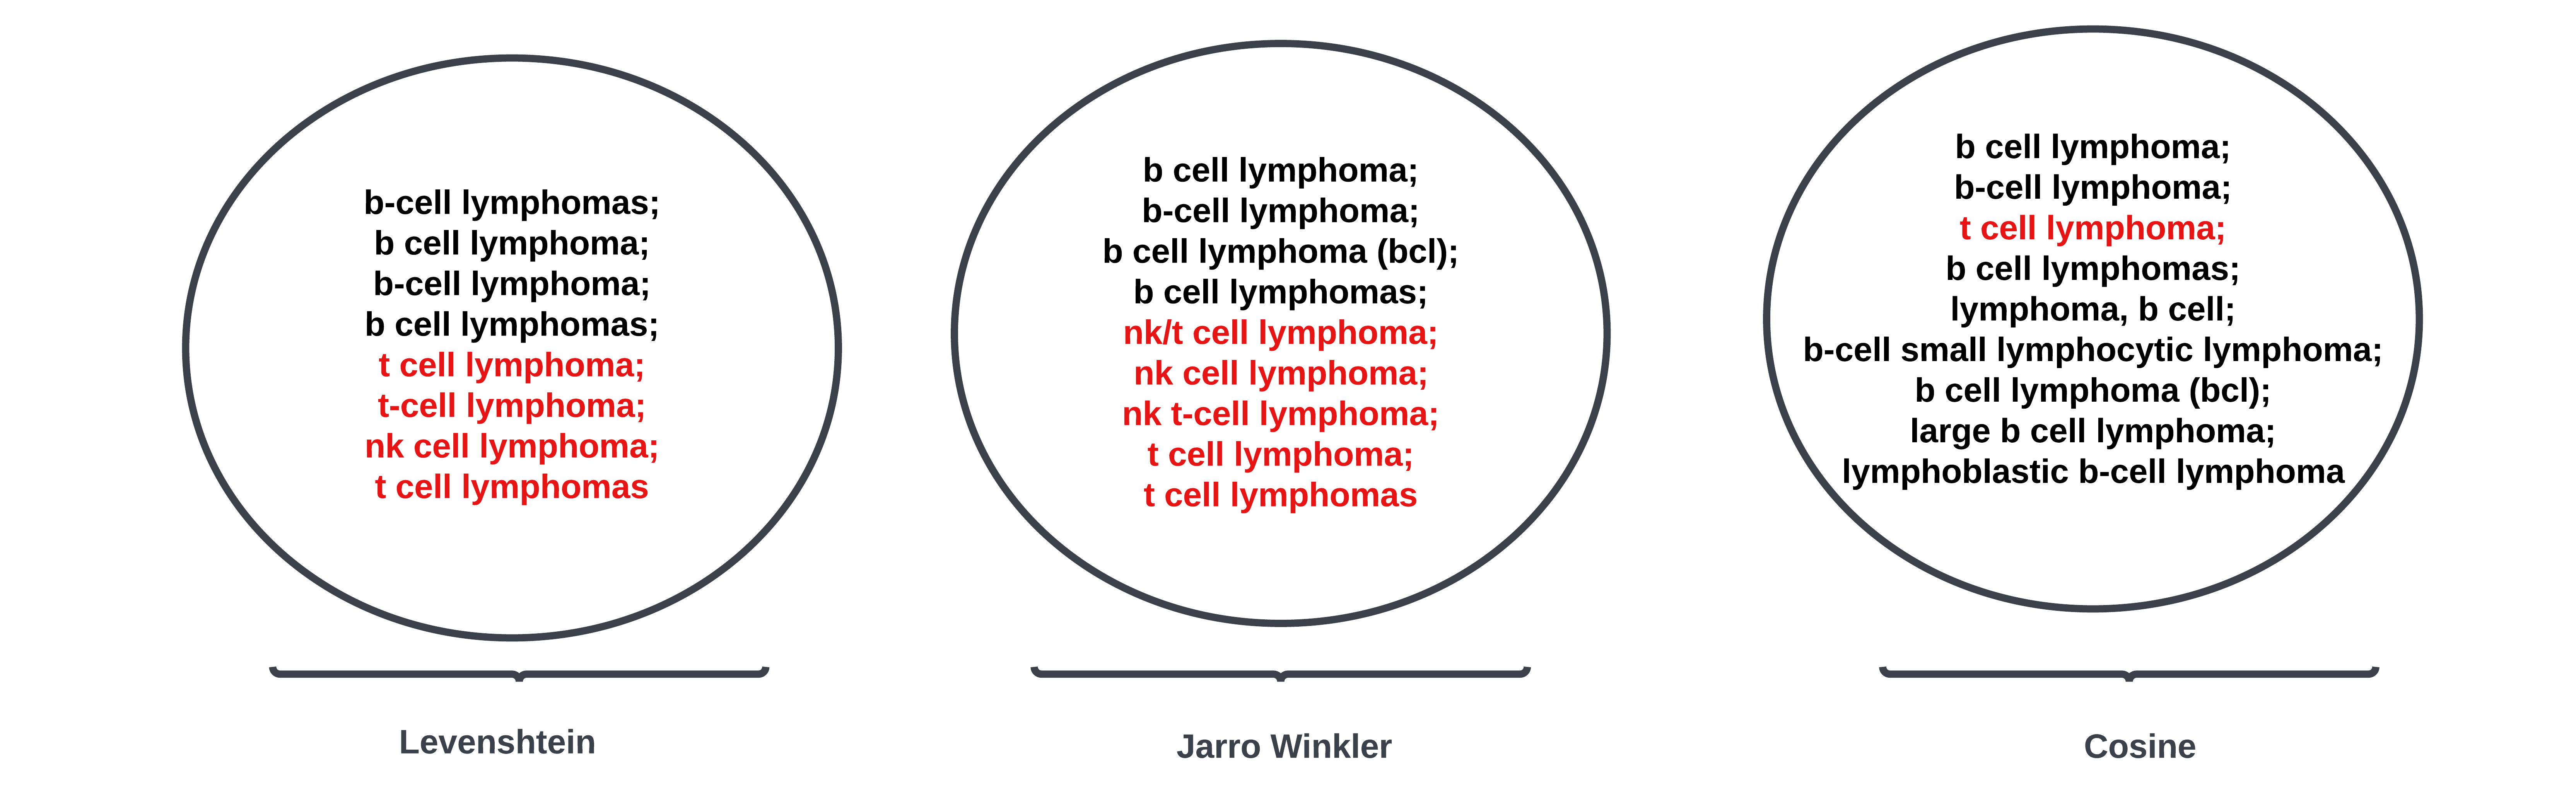 b-cell lymphomas;
b cell lymphoma;
b-cell lymphoma;
b cell lymphomas;
t cell lymphoma;
t-cell lymphoma;
nk cell lymphoma;
t cell lymphomas
Levenshtein
b cell lymphoma;
b-cell lymphoma;
b cell lymphoma (bcl);
b cell lymphomas;
nk/t cell lymphoma;
nk cell lymphoma;
nk t-cell lymphoma;
t cell lymphoma;
t cell lymphomas
Jarro Winkler
b cell lymphoma;
b-cell lymphoma;
t cell lymphoma;
b cell lymphomas;
lymphoma, b cell;
b-cell small lymphocytic lymphoma;
b cell lymphoma (bcl);
large b cell lymphoma;
lymphoblastic b-cell lymphoma
Cosine